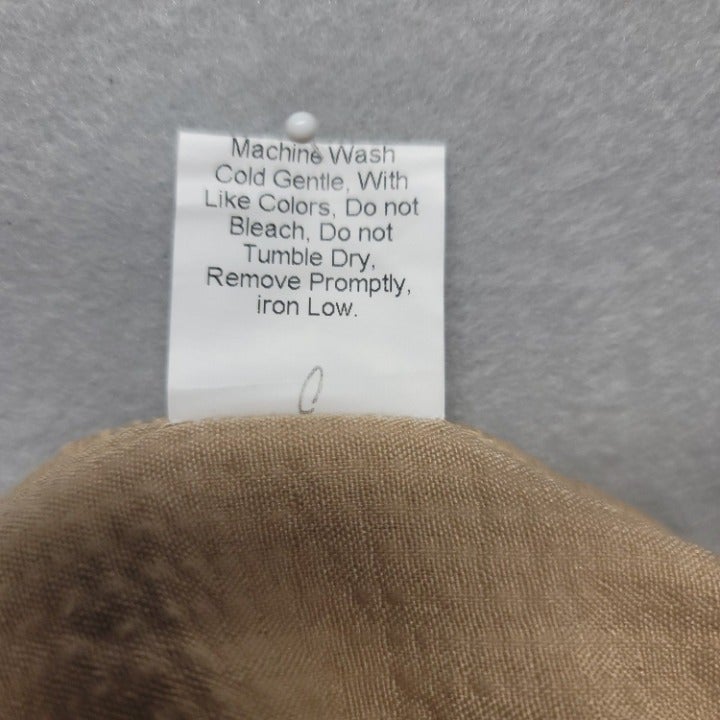 Machine Wash
Cold Gentle, With
Like Colors, Do not
Bleach, Do not
Tumble Dry,
Remove Promptly,
iron Low.